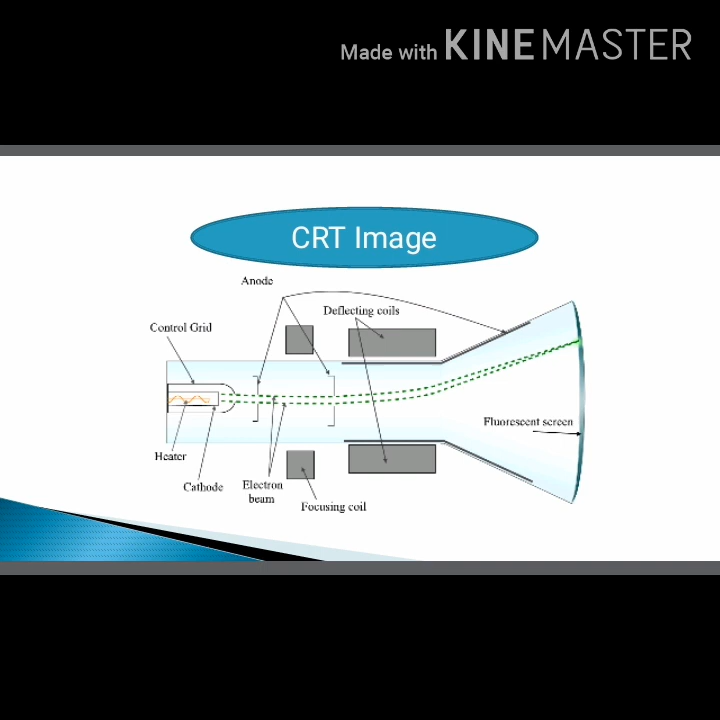 Made with KINEMASTER
CRT Image
Anode
Deflecting coils
Control Grid
Fluorescent screen
Heater
Cathode
Electron
beam
Focusing coil